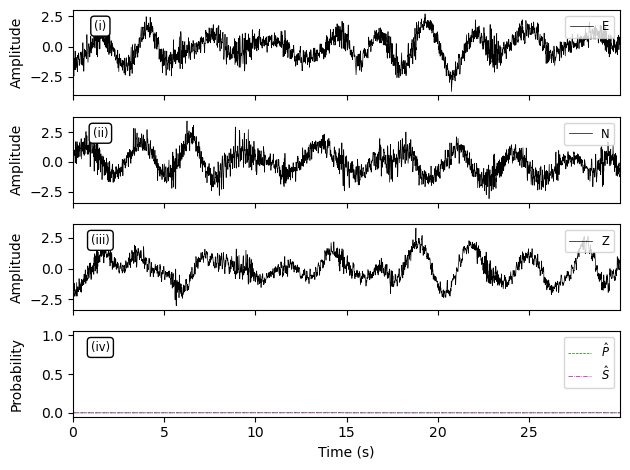 2.5
0.0
−2.5
Amplitude
(i)
E
2.5
0.0
−2.5
Amplitude
(ii)
N
2.5
0.0
−2.5
Amplitude
(iii)
Z
1.0
0.5
0.0
Probability
(iv)
P̂
Ŝ
0
5
10
15
20
25
Time (s)